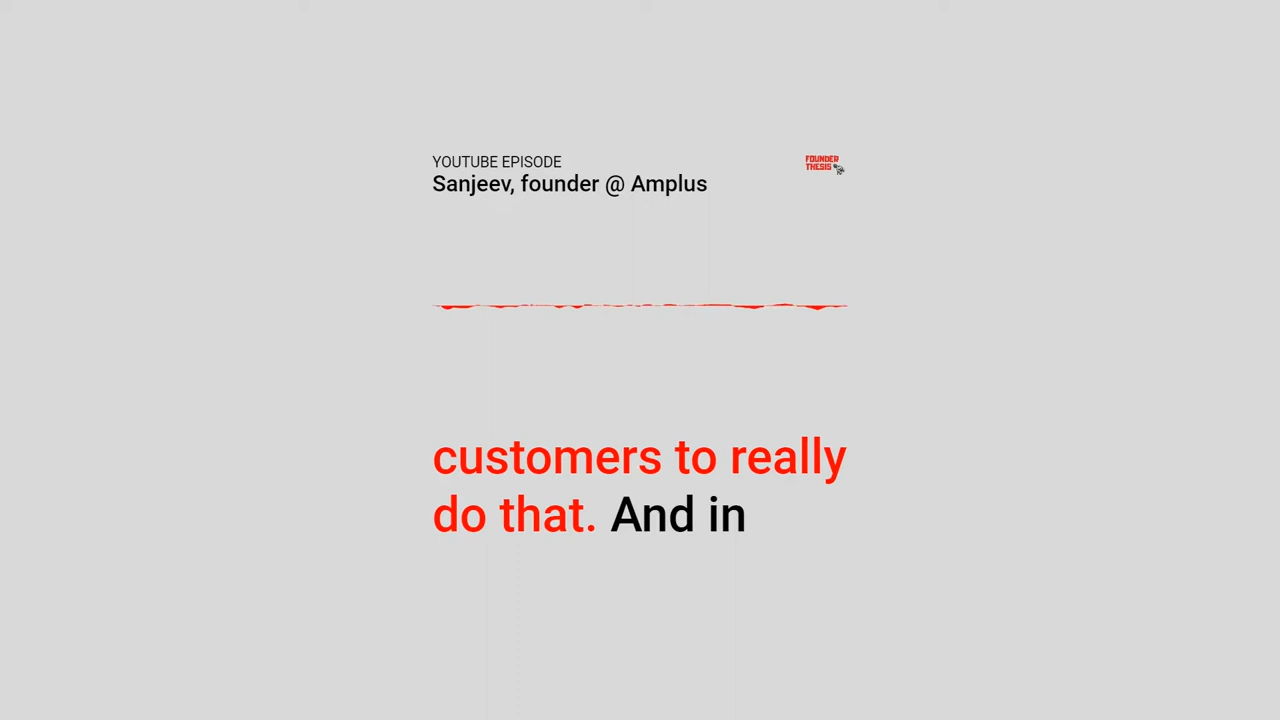 YOUTUBE EPISODE
Sanjeev, founder @ Amplus
FOUNDER
THESIS
customers to really
do that. And in